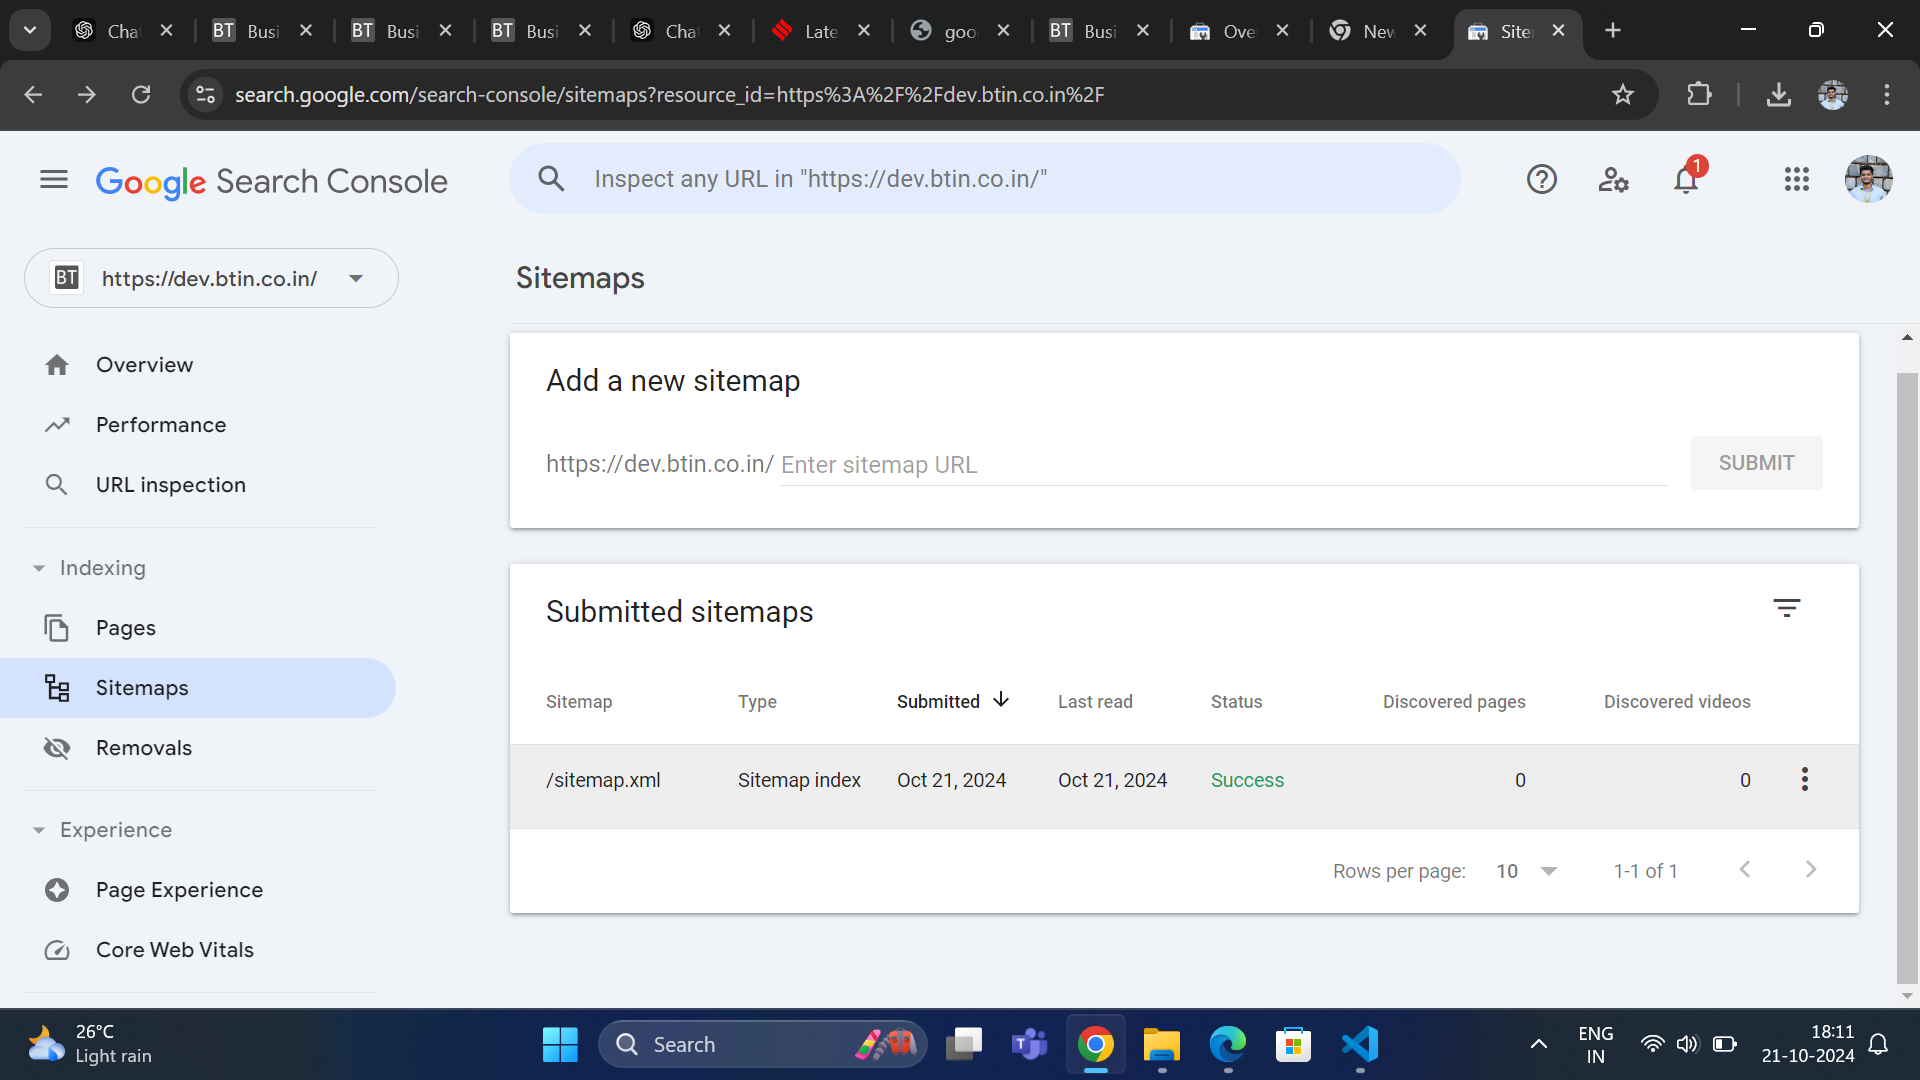 Cha
BT Busi
BT Busi
BT Busi
Cha
Late
goo
BT Busi
Ove
New
Site
search.google.com/search-console/sitemaps?resource_id=https%3A%2F%2Fdev.btin.co.in%2F
Google Search Console
Inspect any URL in "https://dev.btin.co.in/"
1
BT https://dev.btin.co.in/
Sitemaps
Overview
Performance
URL inspection
Indexing
Pages
Sitemaps
Removals
Experience
Page Experience
Core Web Vitals
Add a new sitemap
https://dev.btin.co.in/ Enter sitemap URL
SUBMIT
Submitted sitemaps
Sitemap Type Submitted Last read Status Discovered pages Discovered videos
/sitemap.xml Sitemap index Oct 21, 2024 Oct 21, 2024 Success 0 0
Rows per page: 10 1-1 of 1
26°C
Light rain
Search
ENG
IN
18:11
21-10-2024